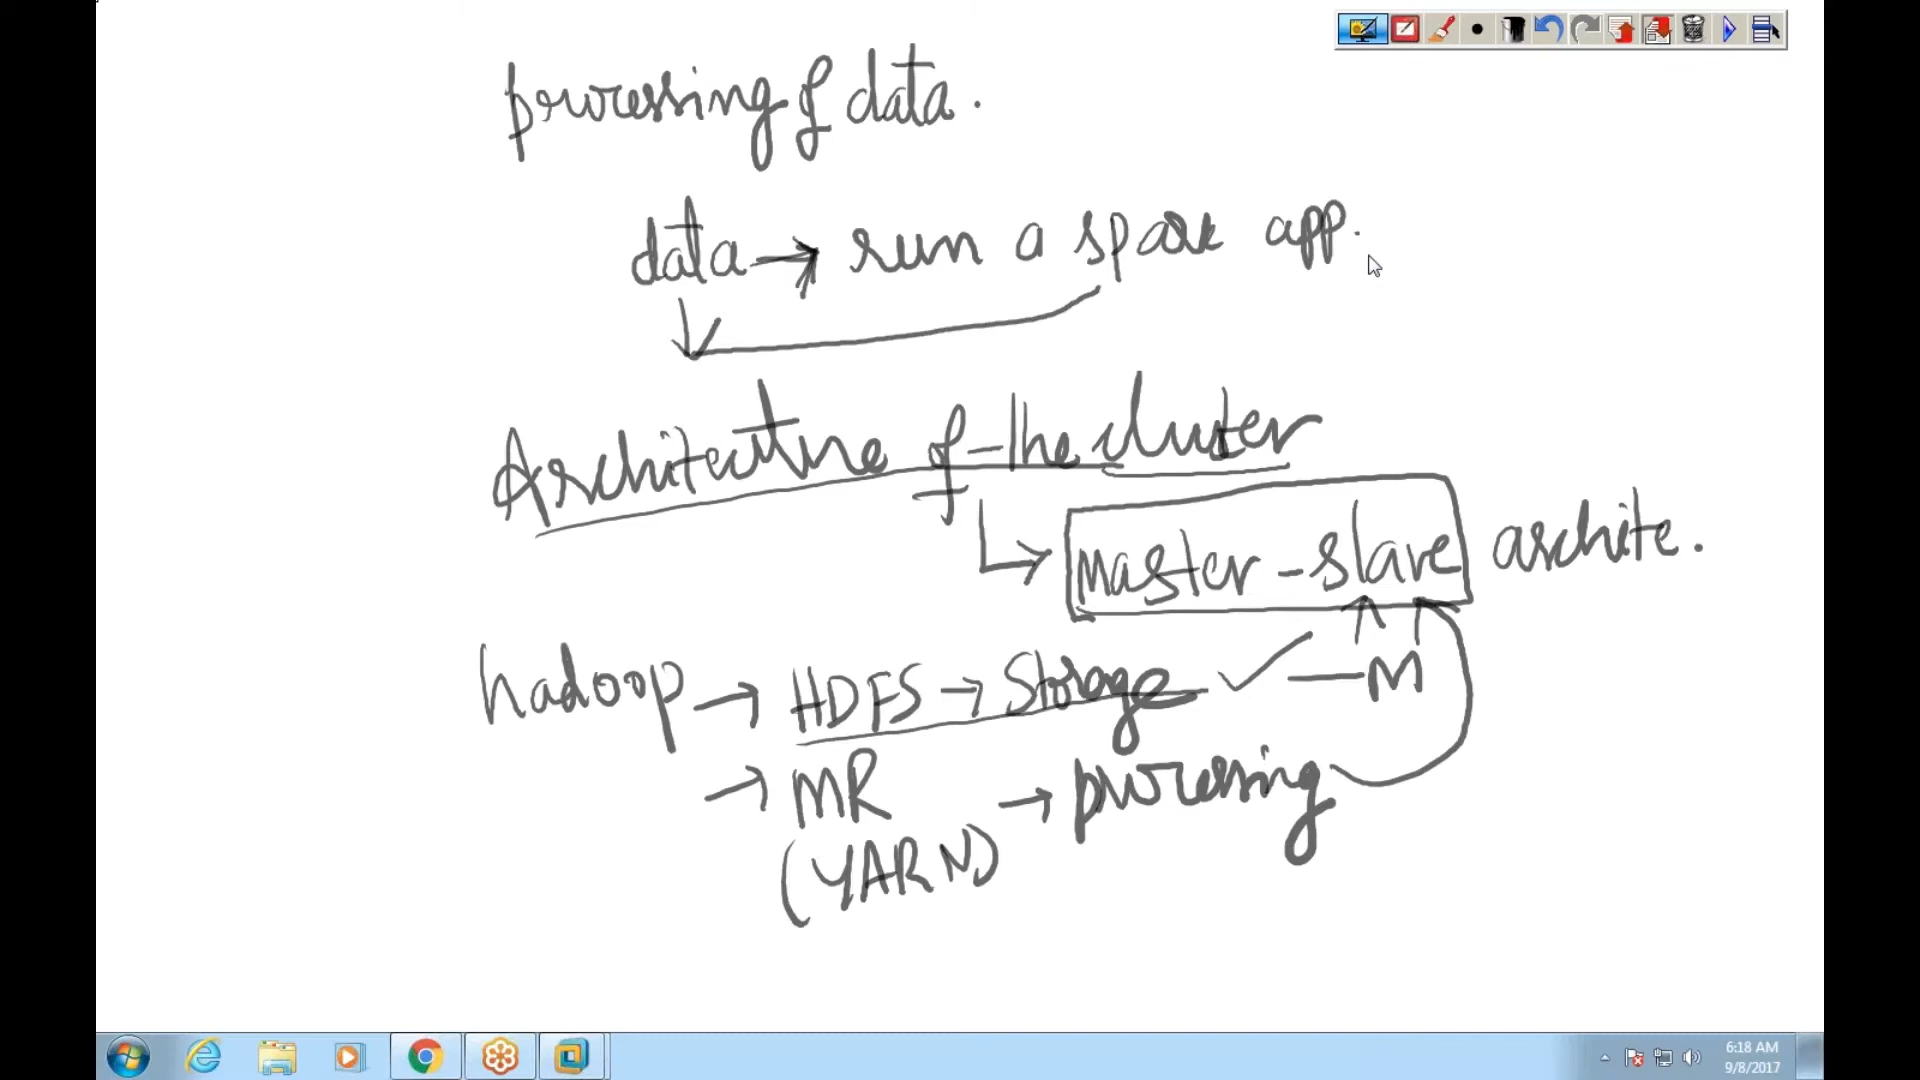 processing of data.
data → run a spark app.
Architecture of the cluster
master-slave archite.
hadoop → HDFS → Storage ✓ — M
→ MR → processing
(YARN)
6:18 AM
9/8/2017